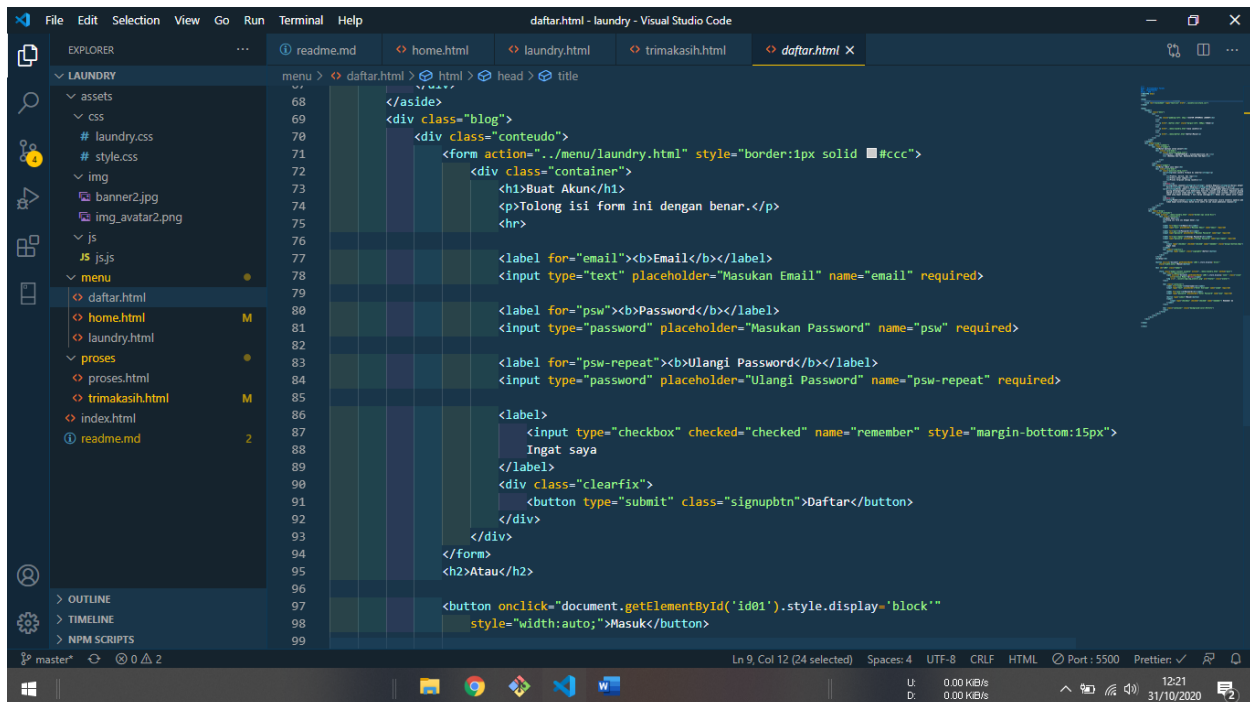 File Edit Selection View Go Run Terminal Help
daftar.html - laundry - Visual Studio Code
EXPLORER
LAUNDRY
assets
css
# laundry.css
# style.css
img
banner2.jpg
img_avatar2.png
js
JS js.js
menu
<> daftar.html
<> home.html M
<> laundry.html
proses
<> proses.html
<> trimakasih.html M
<> index.html
readme.md 2
OUTLINE
TIMELINE
NPM SCRIPTS
4
readme.md <> home.html <> laundry.html <> trimakasih.html <> daftar.html
menu > <> daftar.html > html > head > title
68 </aside>
69 <div class="blog">
70 <div class="conteudo">
71 <form action="../menu/laundry.html" style="border:1px solid #ccc">
72 <div class="container">
73 <h1>Buat Akun</h1>
74 <p>Tolong isi form ini dengan benar.</p>
75 <hr>
76
77 <label for="email"><b>Email</b></label>
78 <input type="text" placeholder="Masukan Email" name="email" required>
79
80 <label for="psw"><b>Password</b></label>
81 <input type="password" placeholder="Masukan Password" name="psw" required>
82
83 <label for="psw-repeat"><b>Ulangi Password</b></label>
84 <input type="password" placeholder="Ulangi Password" name="psw-repeat" required>
85
86 <label>
87 <input type="checkbox" checked="checked" name="remember" style="margin-bottom:15px">
88 Ingat saya
89 </label>
90 <div class="clearfix">
91 <button type="submit" class="signupbtn">Daftar</button>
92 </div>
93 </div>
94 </form>
95 <h2>Atau</h2>
96
97 <button onclick="document.getElementById('id01').style.display='block'"
98 style="width:auto;">Masuk</button>
99
master* 0 2 Ln 9, Col 12 (24 selected) Spaces: 4 UTF-8 CRLF HTML Port : 5500 Prettier: ✓
U: 0.00 KiB/s
D: 0.00 KiB/s
12:21
31/10/2020
2